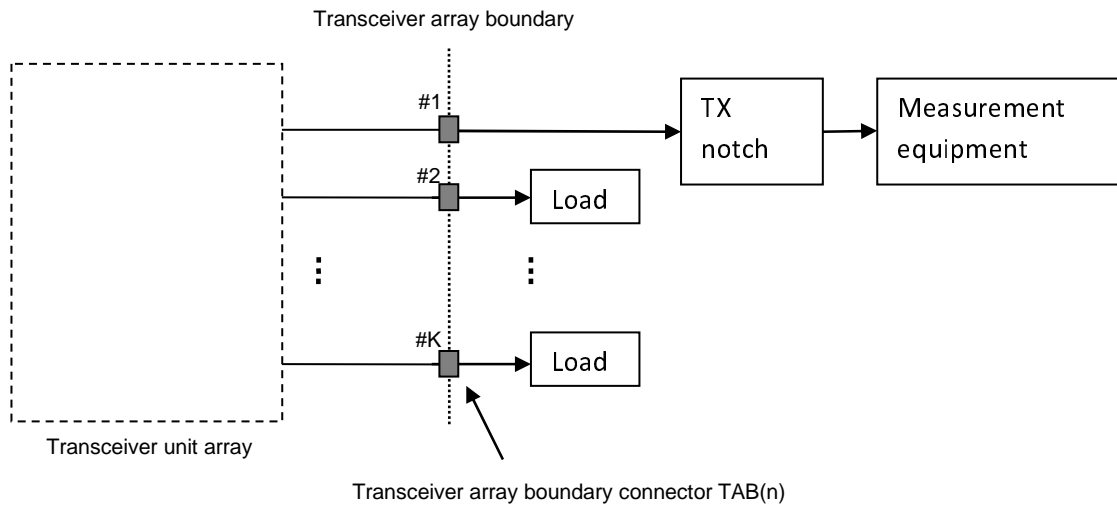 Transceiver array boundary
#1
TX
notch
Measurement
equipment
#2
Load
#K
Load
Transceiver unit array
Transceiver array boundary connector TAB(n)